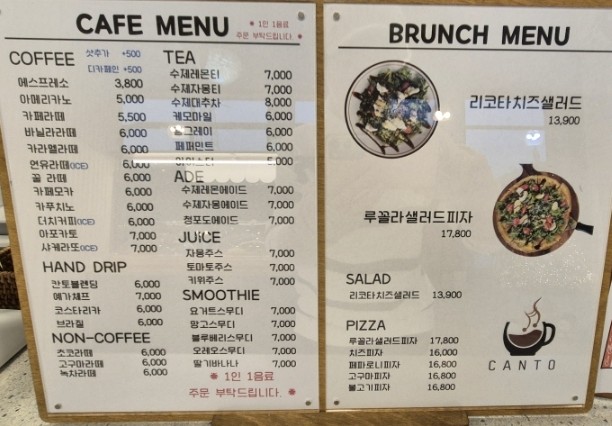 CAFE MENU
* 1인 1음료
주문 부탁드립니다. *
COFFEE
샷추가 +500
디카페인 +500
에스프레소 3,800
아메리카노 5,000
카페라떼 5,500
바닐라라떼 6,000
카라멜라떼 6,000
연유라떼(ICE) 6,000
꿀 라떼 6,000
카페모카 6,000
카푸치노 6,000
더치커피(ICE) 6,000
아포카토 7,000
샤케라또(ICE) 7,000
HAND DRIP
칸토블렌딩 6,000
예가체프 7,000
코스타리카 6,000
브라질 6,000
NON-COFFEE
초코라떼 6,000
고구마라떼 6,000
녹차라떼 6,000
TEA
수제레몬티 7,000
수제자몽티 7,000
수제대추차 8,000
케모마일 6,000
얼그레이 6,000
페퍼민트 6,000
아이스티 5,000
ADE
수제레몬에이드 7,000
수제자몽에이드 7,000
청포도에이드 7,000
JUICE
자몽주스 7,000
토마토주스 7,000
키위주스 7,000
SMOOTHIE
요거트스무디 7,000
망고스무디 7,000
블루베리스무디 7,000
오레오스무디 7,000
딸기바나나 7,000
* 1인 1음료 *
주문 부탁드립니다. *
BRUNCH MENU
리코타치즈샐러드
13,900
루꼴라샐러드피자
17,800
SALAD
리코타치즈샐러드 13,900
PIZZA
루꼴라샐러드피자 17,800
치즈피자 16,000
페파로니피자 16,800
고구마피자 16,800
불고기피자 16,800
CANTO